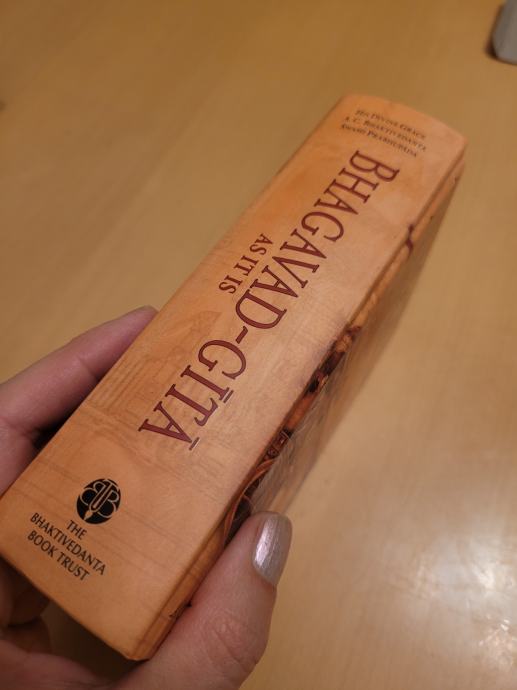 HIS DIVINE GRACE
A. C. BHAKTIVEDANTA
SWAMI PRABHUPĀDA
BHAGAVAD-GĪTĀ
AS IT IS
THE
BHAKTIVEDANTA
BOOK TRUST